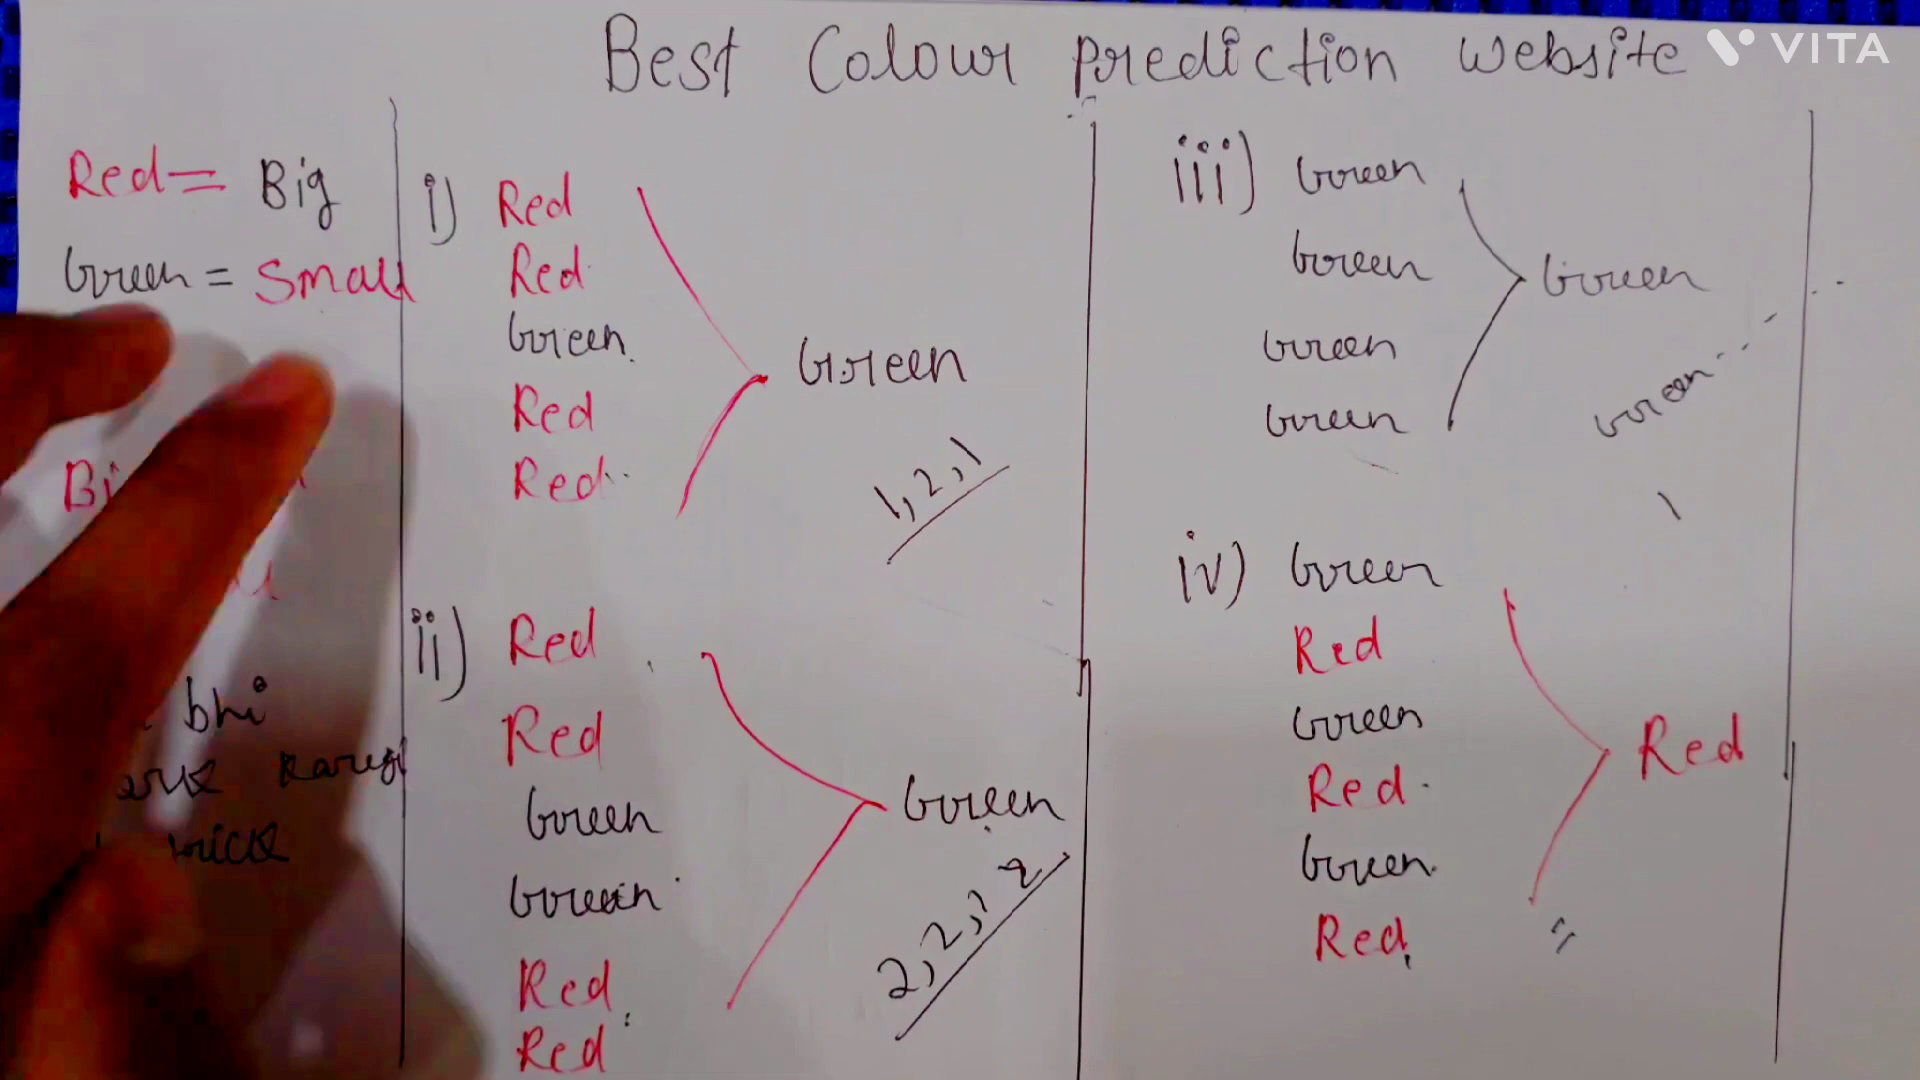 Best Colour prediction website
VITA
Red = Big
Green = Small
Bi
bhi
trick
i) Red
Red
Green.
Red
Red
Green
1, 2, 1
ii) Red
Red
Green
Green
Red
Red
Green
2, 2, 2
iii) Green
Green
Green
Green
Green
Green
iv) Green
Red
Green
Red
Green
Red
Red